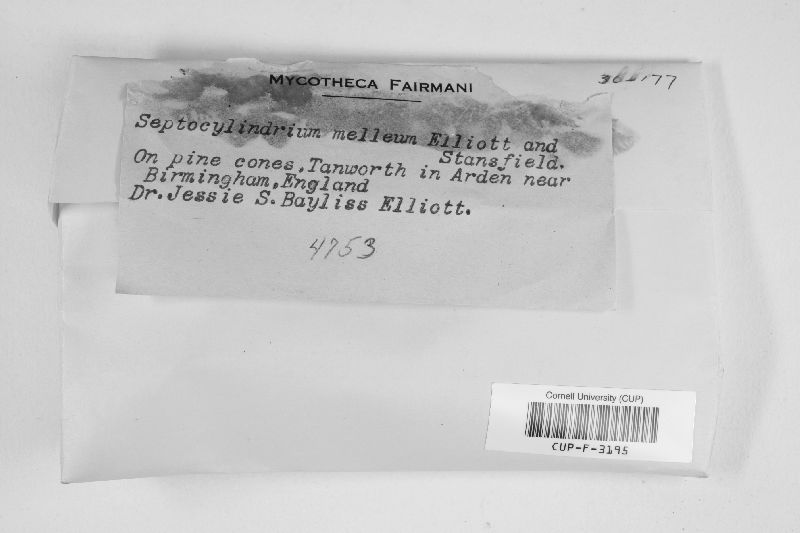 MYCOTHECA FAIRMANI
Septocylindrium melleum Elliott and
Stansfield.
On pine cones,Tanworth in Arden near
Birmingham,England
Dr.Jessie S.Bayliss Elliott.
4753
Cornell University (CUP)
CUP-F-3195